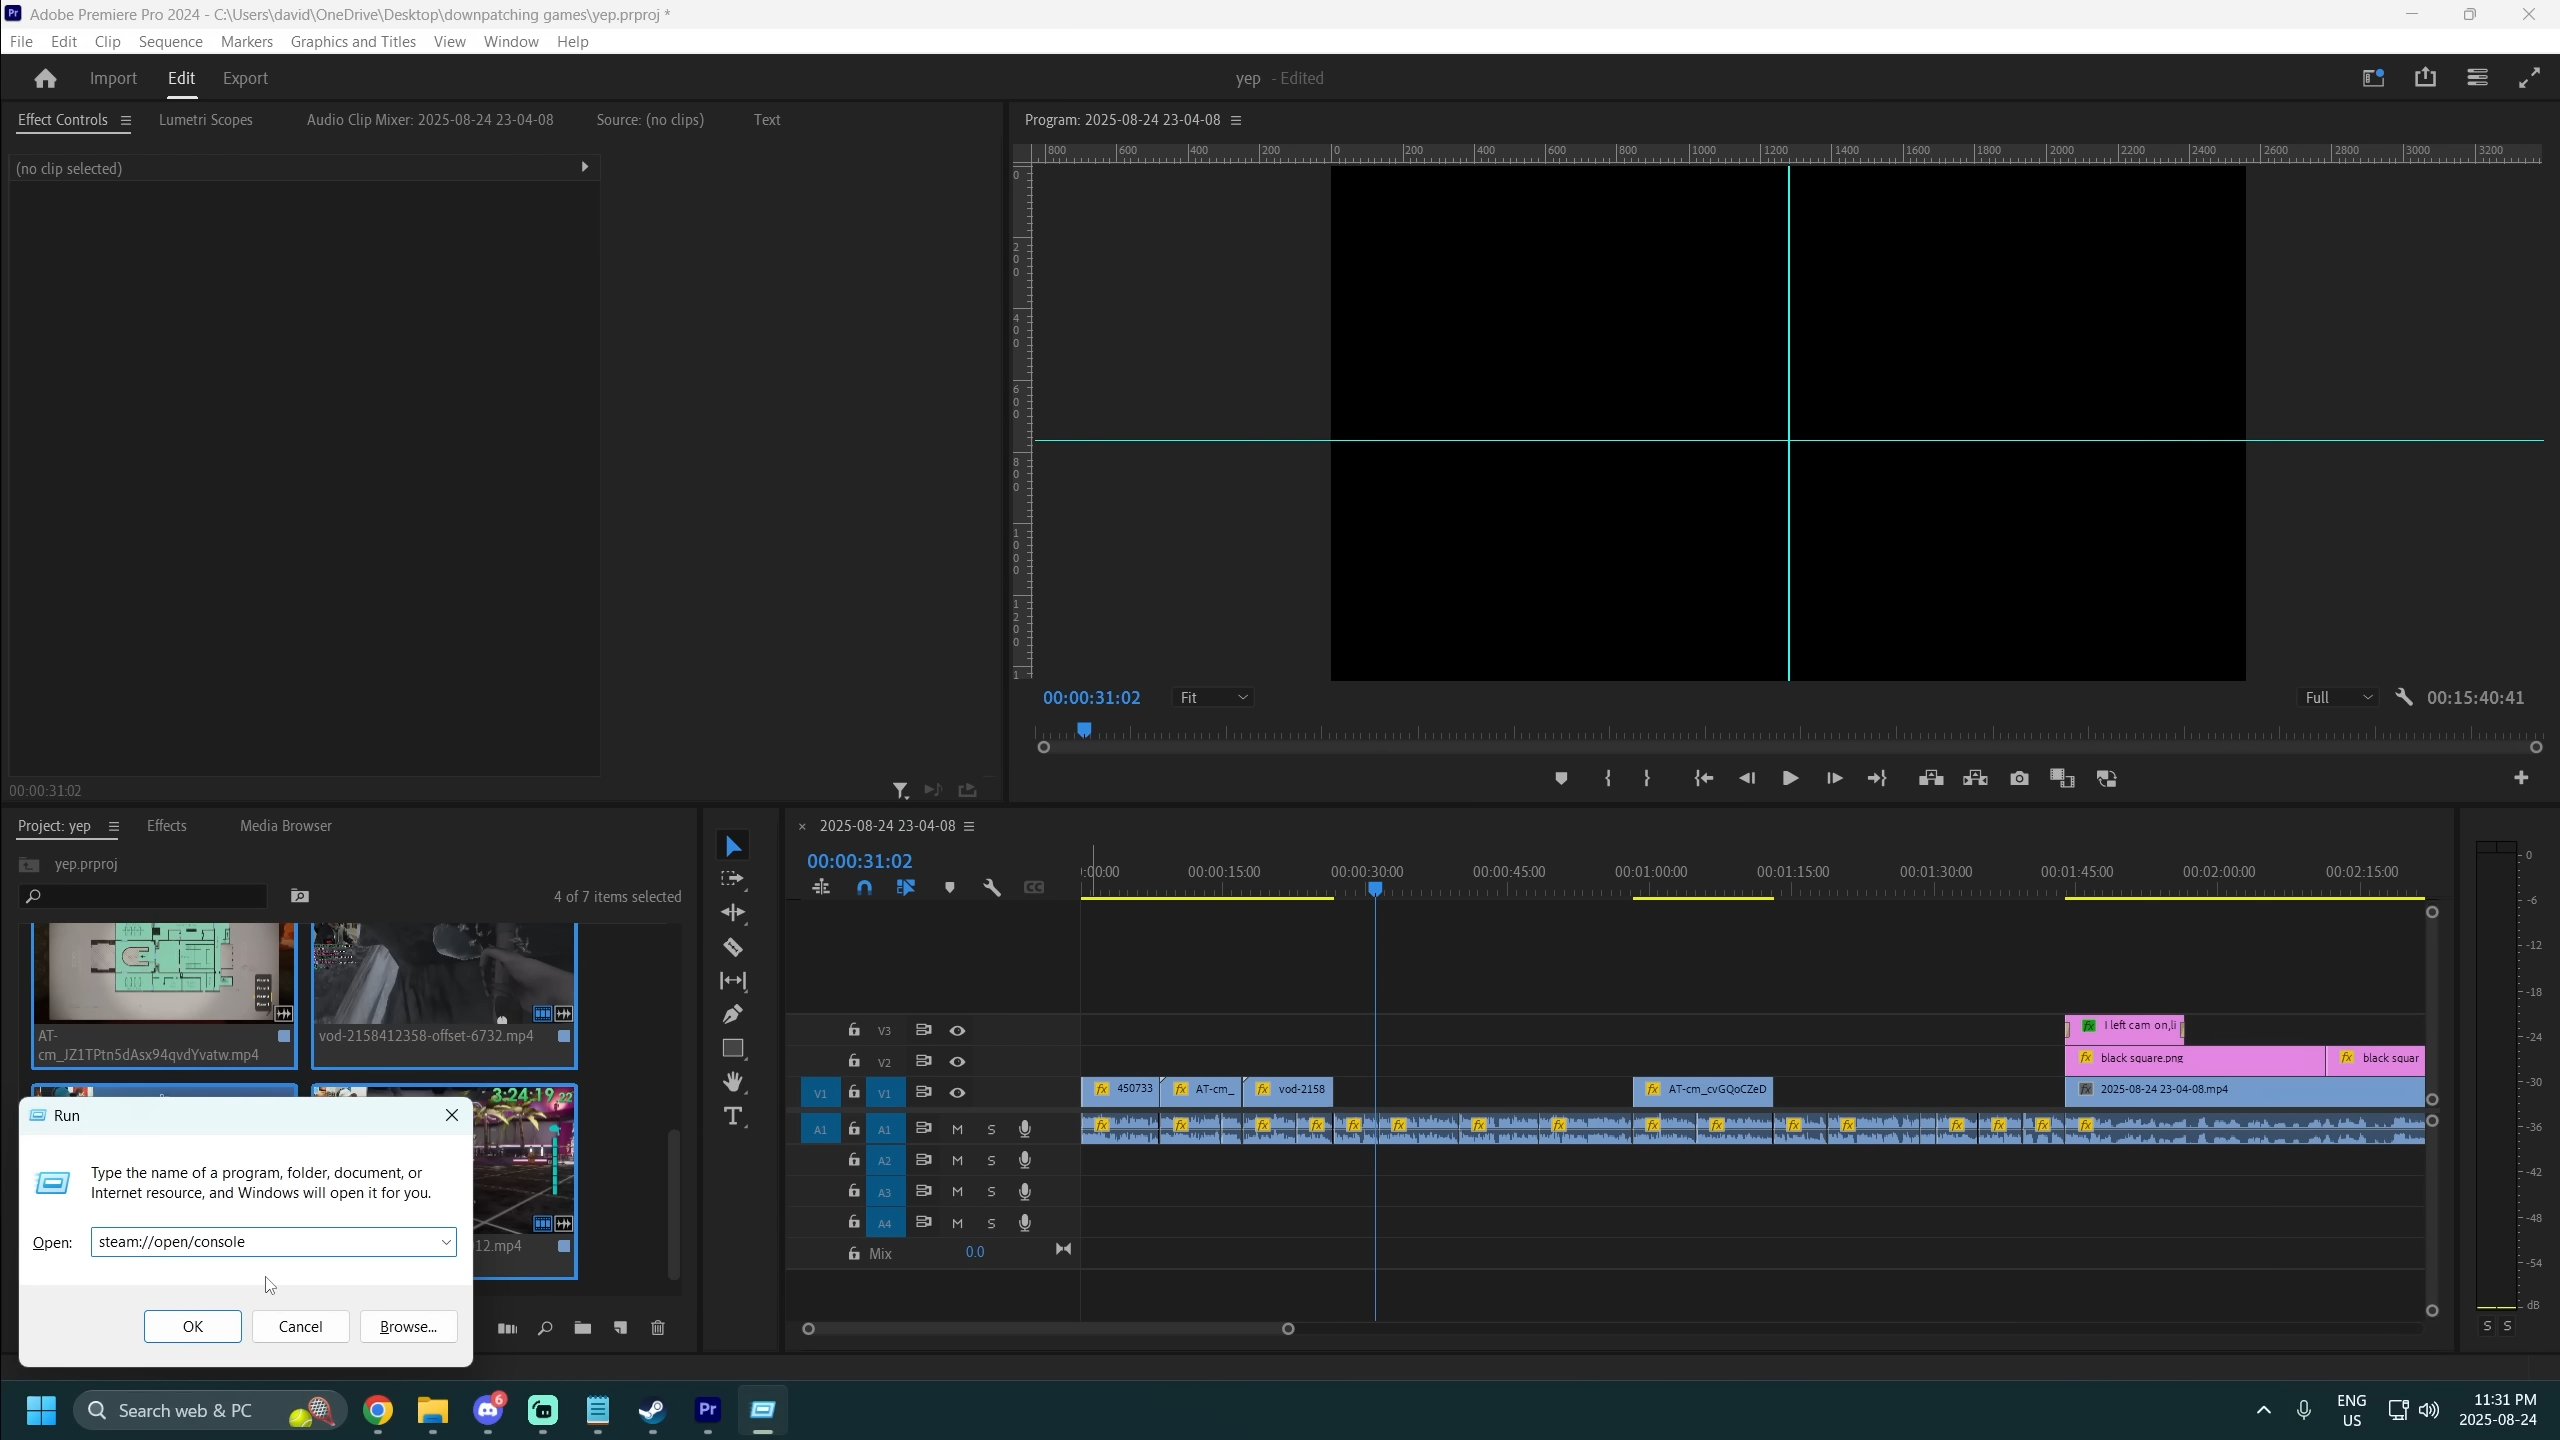 Adobe Premiere Pro 2024 - C:\Users\david\OneDrive\Desktop\downpatching games\yep.prproj *
File Edit Clip Sequence Markers Graphics and Titles View Window Help
Import Edit Export
yep - Edited
Effect Controls Lumetri Scopes Audio Clip Mixer: 2025-08-24 23-04-08 Source: (no clips) Text
Program: 2025-08-24 23-04-08
(no clip selected)
800 600 400 200 0 200 400 600 800 1000 1200 1400 1600 1800 2000 2200 2400 2600 2800 3000 3200
00:00:31:02 Fit Full 00:15:40:41
00:00:31:02
Project: yep Effects Media Browser
yep.prproj
4 of 7 items selected
AT-
cm_JZ1TPtn5dAsx94qvdYvatw.mp4
vod-2158412358-offset-6732.mp4
3:24:19.22
12.mp4
Run
Type the name of a program, folder, document, or
Internet resource, and Windows will open it for you.
Open: steam://open/console
OK Cancel Browse...
2025-08-24 23-04-08
00:00:31:02
:00:00 00:00:15:00 00:00:30:00 00:00:45:00 00:01:00:00 00:01:15:00 00:01:30:00 00:01:45:00 00:02:00:00 00:02:15:00
V3 I left cam on,li
V2 black square.png black squar
V1 V1 450733 AT-cm_ vod-2158 AT-cm_cvGQoCZeD 2025-08-24 23-04-08.mp4
A1 A1 M S
A2 M S
A3 M S
A4 M S
Mix 0.0
0
-6
-12
-18
-24
-30
-36
-42
-48
-54
dB
S S
Search web & PC
6
Pr
ENG
US
11:31 PM
2025-08-24